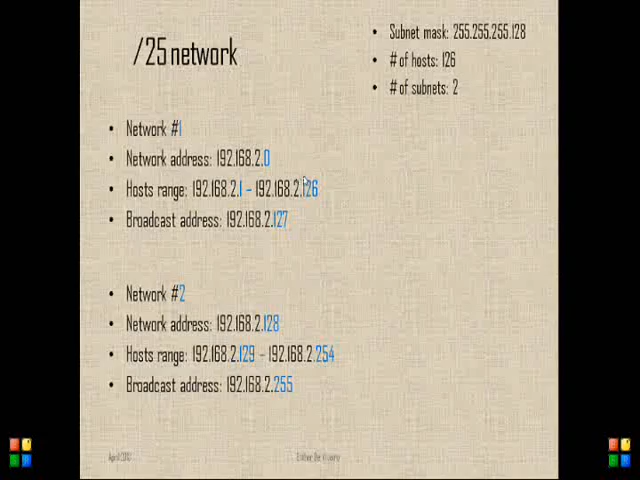 /25 network
Subnet mask: 255.255.255.128
# of hosts: 126
# of subnets: 2
Network #1
Network address: 192.168.2.0
Hosts range: 192.168.2.1 – 192.168.2.126
Broadcast address: 192.168.2.127
Network #2
Network address: 192.168.2.128
Hosts range: 192.168.2.129 – 192.168.2.254
Broadcast address: 192.168.2.255